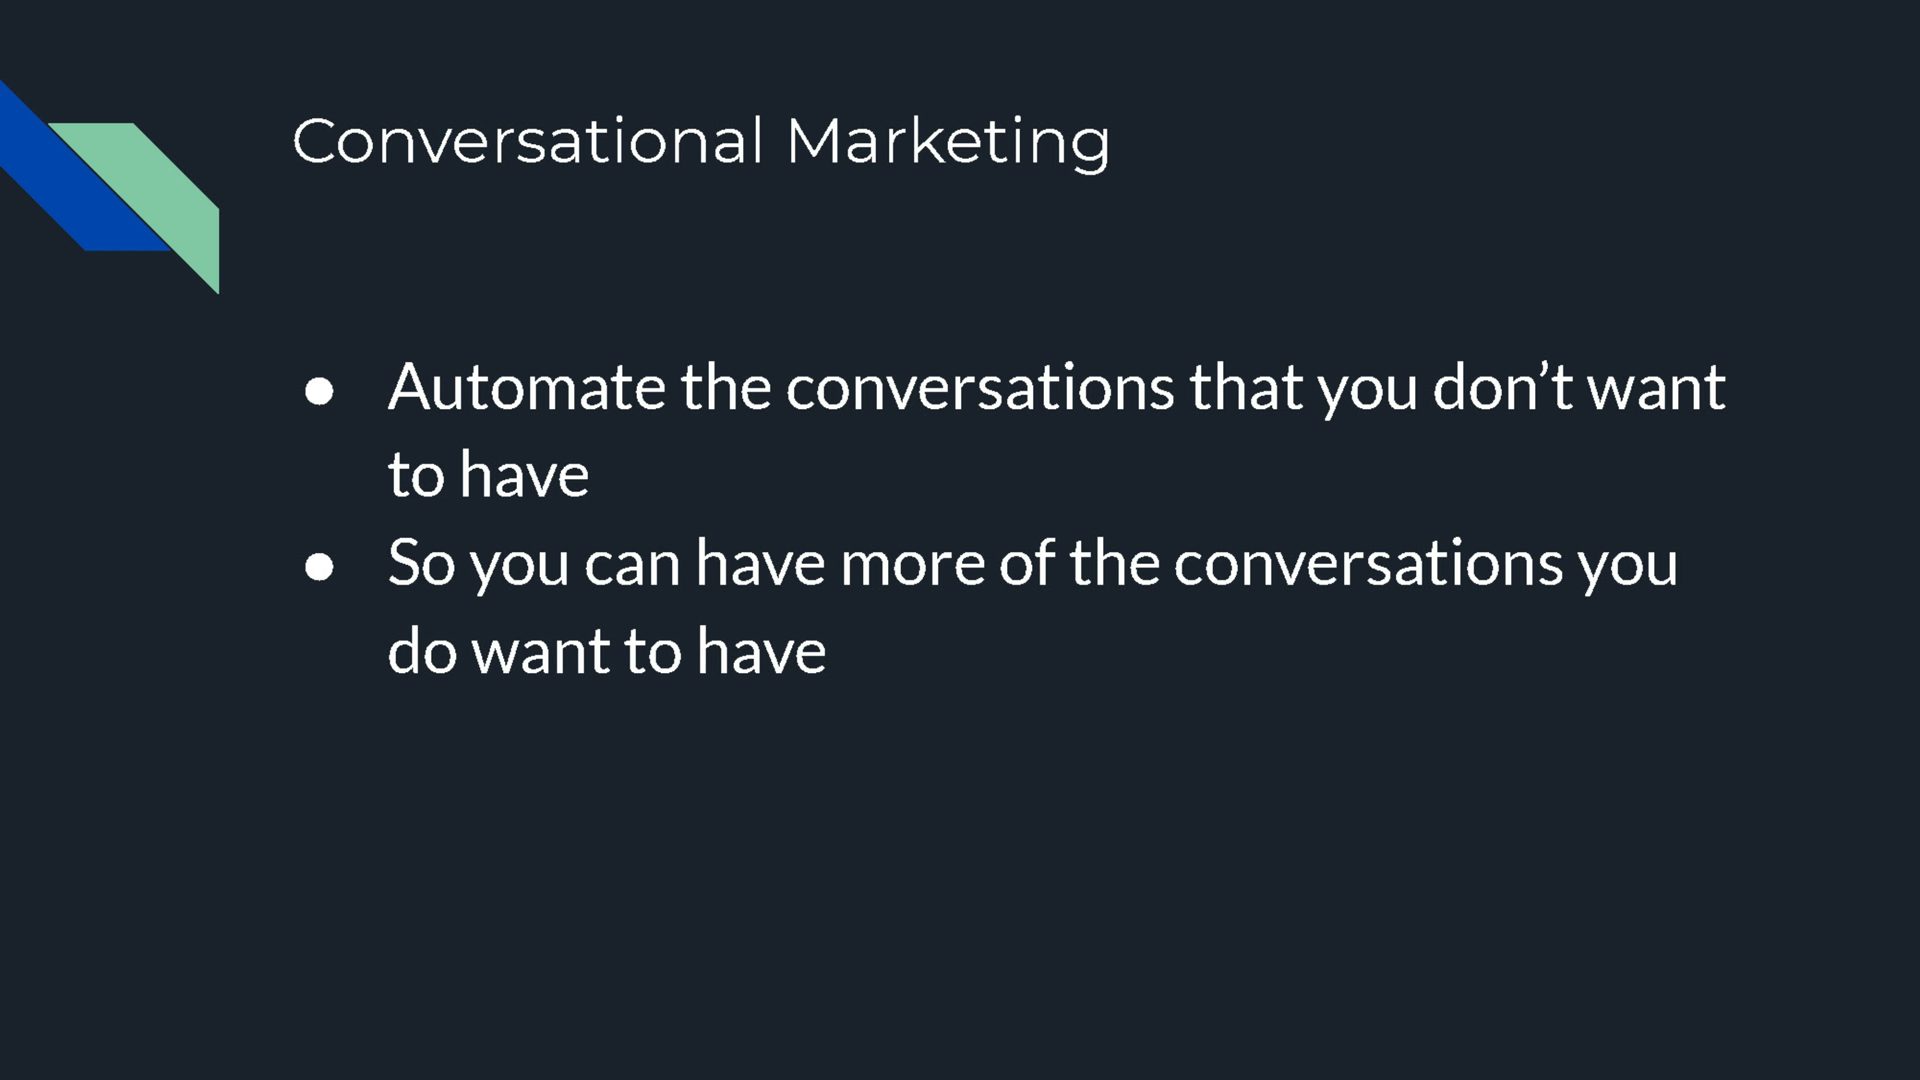 Conversational Marketing
● Automate the conversations that you don’t want
to have
● So you can have more of the conversations you
do want to have